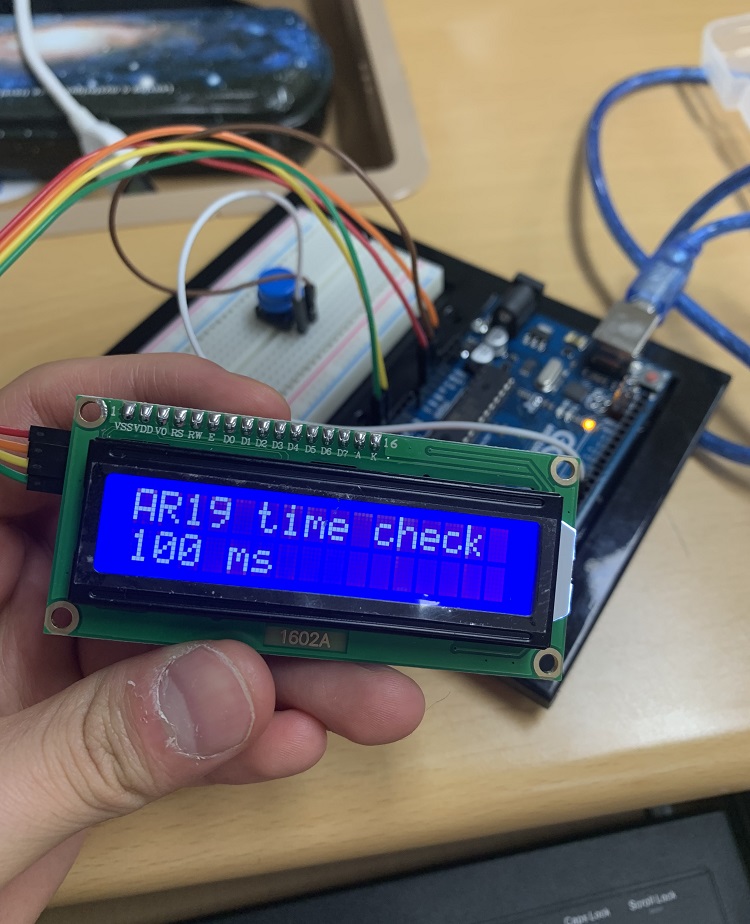 1
VSS VDD VO RS RW E D0 D1 D2 D3 D4 D5 D6 D7 A K
16
AR19 time check
100 ms
1602A
Caps Lock
Scroll Lock